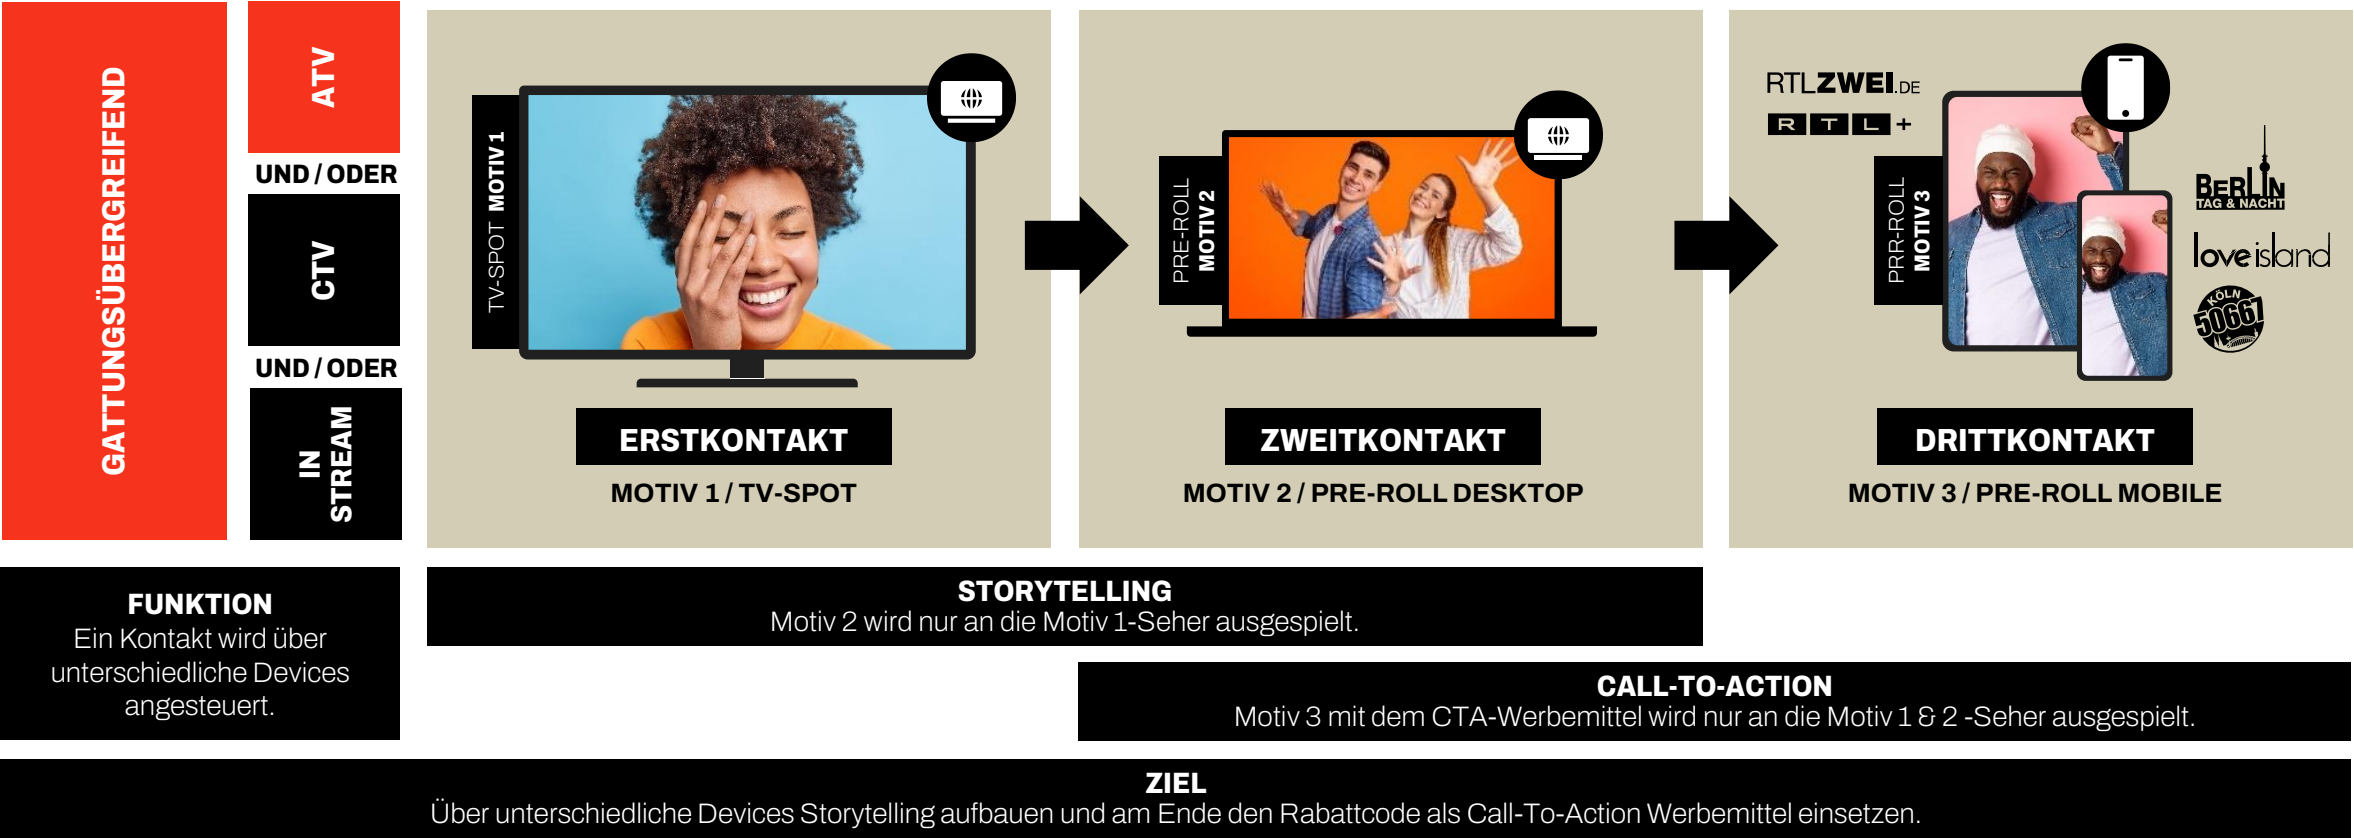 GATTUNGSÜBERGREIFEND
ATV
UND / ODER
CTV
UND / ODER
IN
STREAM
TV-SPOT MOTIV 1
ERSTKONTAKT
MOTIV 1 / TV-SPOT
PRE-ROLL
MOTIV 2
ZWEITKONTAKT
MOTIV 2 / PRE-ROLL DESKTOP
RTLZWEI.DE
RTL+
PRR-ROLL
MOTIV 3
BERLIN
TAG & NACHT
loveisland
KÖLN
50667
DRITTKONTAKT
MOTIV 3 / PRE-ROLL MOBILE
FUNKTION
Ein Kontakt wird über
unterschiedliche Devices
angesteuert.
STORYTELLING
Motiv 2 wird nur an die Motiv 1-Seher ausgespielt.
CALL-TO-ACTION
Motiv 3 mit dem CTA-Werbemittel wird nur an die Motiv 1 & 2 -Seher ausgespielt.
ZIEL
Über unterschiedliche Devices Storytelling aufbauen und am Ende den Rabattcode als Call-To-Action Werbemittel einsetzen.